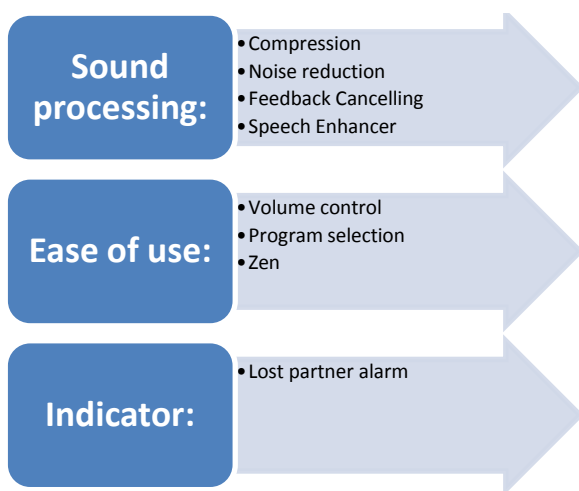 Sound
processing:
•Compression
•Noise reduction
•Feedback Cancelling
•Speech Enhancer
Ease of use:
•Volume control
•Program selection
•Zen
Indicator:
•Lost partner alarm